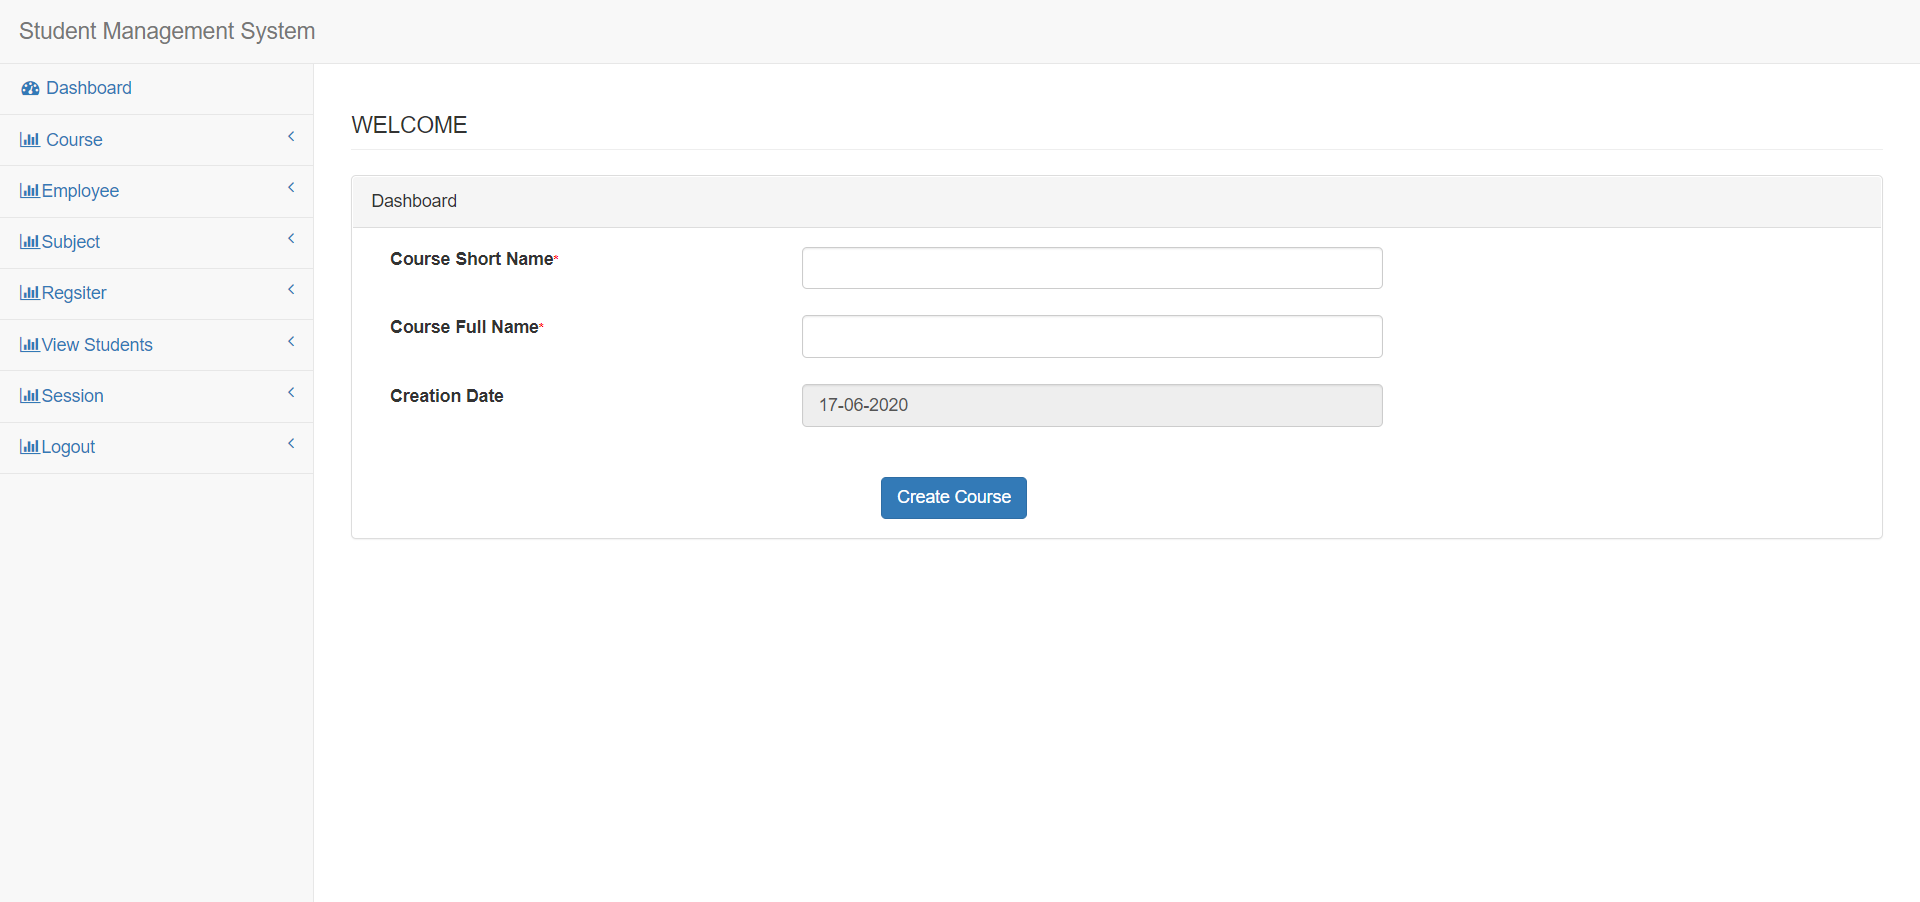 Student Management System
Dashboard
Course
Employee
Subject
Regsiter
View Students
Session
Logout
WELCOME
Dashboard
Course Short Name*
Course Full Name*
Creation Date 17-06-2020
Create Course